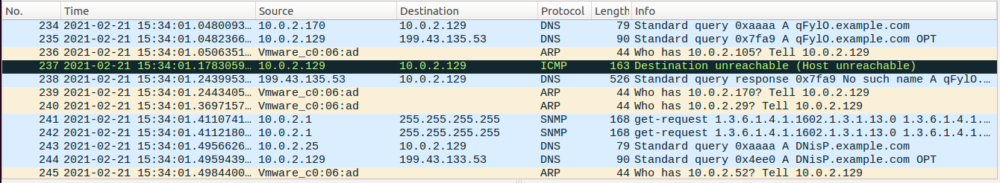 No. Time Source Destination Protocol Length Info
234 2021-02-21 15:34:01.0480093… 10.0.2.170 10.0.2.129 DNS 79 Standard query 0xaaaa A qFylO.example.com
235 2021-02-21 15:34:01.0482366… 10.0.2.129 199.43.135.53 DNS 90 Standard query 0x7fa9 A qFylO.example.com OPT
236 2021-02-21 15:34:01.0506351… Vmware_c0:06:ad ARP 44 Who has 10.0.2.105? Tell 10.0.2.129
237 2021-02-21 15:34:01.1783059… 10.0.2.129 10.0.2.129 ICMP 163 Destination unreachable (Host unreachable)
238 2021-02-21 15:34:01.2439953… 199.43.135.53 10.0.2.129 DNS 526 Standard query response 0x7fa9 No such name A qFylO.…
239 2021-02-21 15:34:01.2443405… Vmware_c0:06:ad ARP 44 Who has 10.0.2.170? Tell 10.0.2.129
240 2021-02-21 15:34:01.3697157… Vmware_c0:06:ad ARP 44 Who has 10.0.2.29? Tell 10.0.2.129
241 2021-02-21 15:34:01.4110741… 10.0.2.1 255.255.255.255 SNMP 168 get-request 1.3.6.1.4.1.1602.1.3.1.13.0 1.3.6.1.4.1.…
242 2021-02-21 15:34:01.4112180… 10.0.2.1 255.255.255.255 SNMP 168 get-request 1.3.6.1.4.1.1602.1.3.1.13.0 1.3.6.1.4.1.…
243 2021-02-21 15:34:01.4956626… 10.0.2.25 10.0.2.129 DNS 79 Standard query 0xaaaa A DNisP.example.com
244 2021-02-21 15:34:01.4959439… 10.0.2.129 199.43.133.53 DNS 90 Standard query 0x4ee0 A DNisP.example.com OPT
245 2021-02-21 15:34:01.4984400… Vmware_c0:06:ad ARP 44 Who has 10.0.2.52? Tell 10.0.2.129